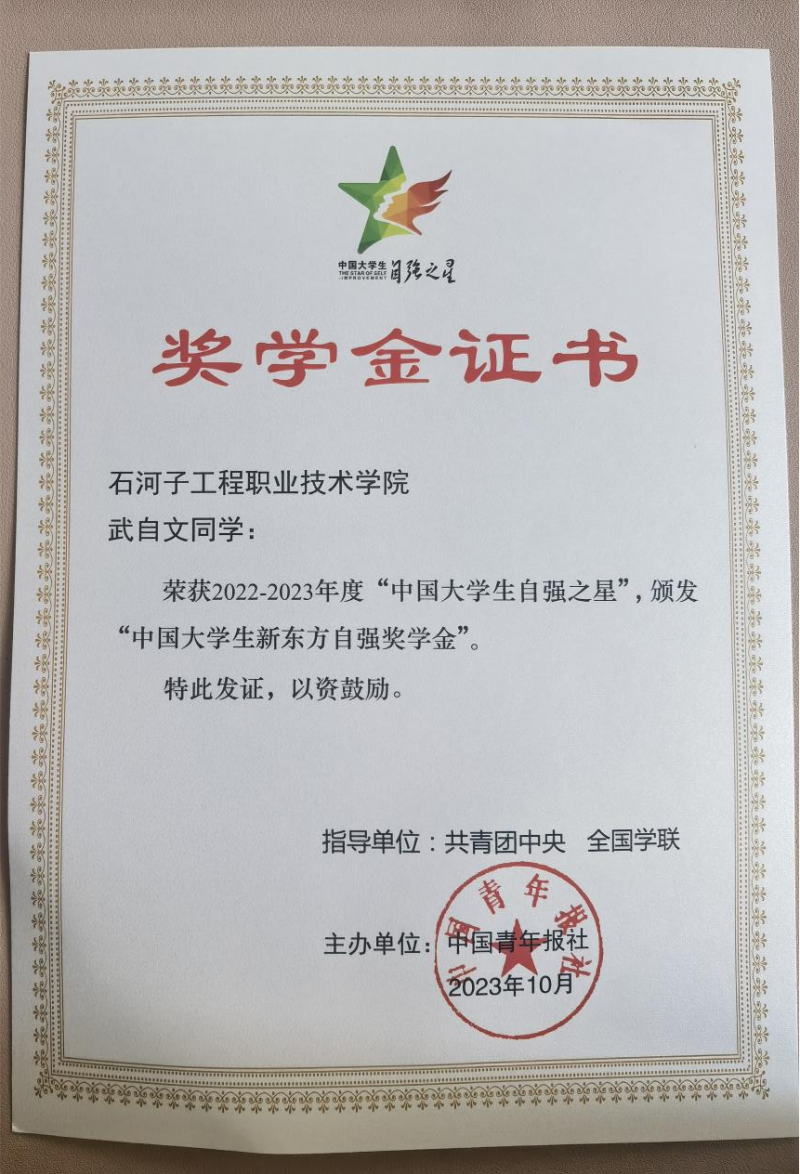 中国大学生
THE STAR OF SELF
-IMPROVEMENT
自强之星
奖学金证书
石河子工程职业技术学院
武自文同学：
荣获2022-2023年度“中国大学生自强之星”，颁发
“中国大学生新东方自强奖学金”。
特此发证，以资鼓励。
指导单位：共青团中央 全国学联
中国青年报社
主办单位：中国青年报社
2023年10月